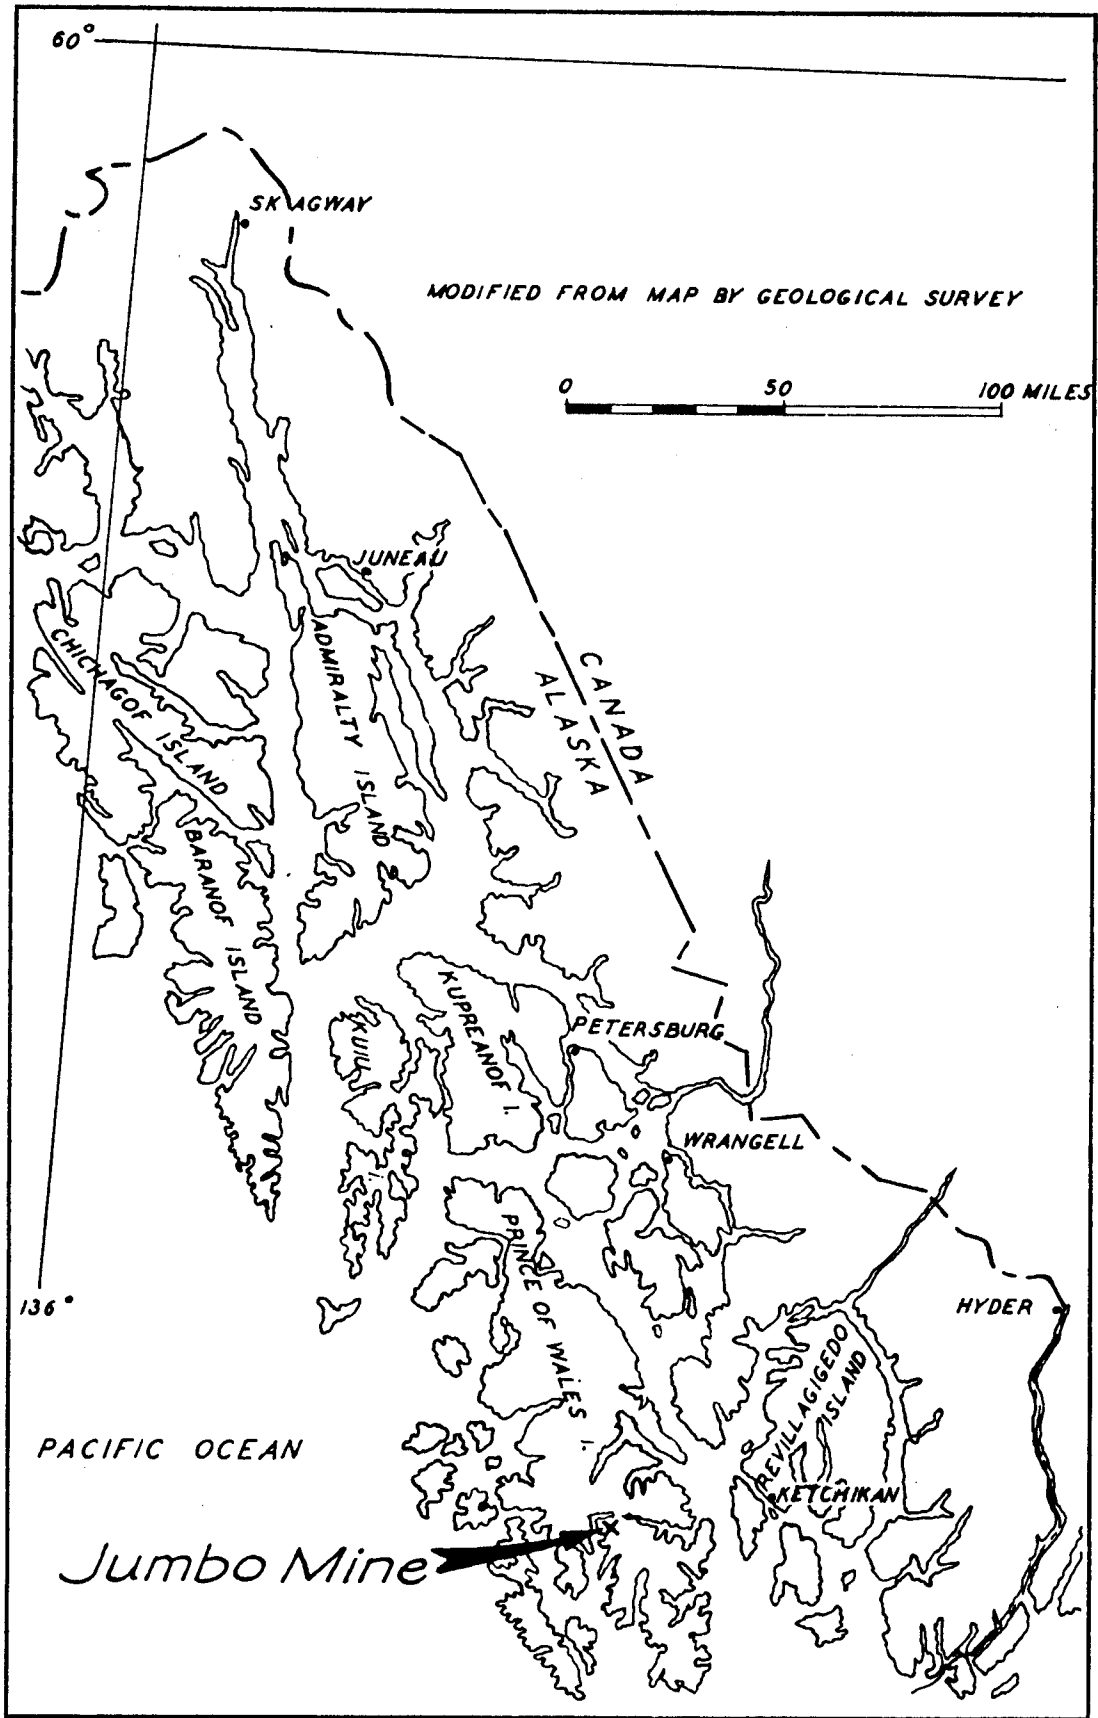 60°
SKAGWAY
MODIFIED FROM MAP BY GEOLOGICAL SURVEY
0 50 100 MILES
JUNEAU
CHICHAGOF ISLAND
ADMIRALTY ISLAND
CANADA
ALASKA
BARANOF ISLAND
KUPREANOF I.
KUIU I.
PETERSBURG
WRANGELL
PRINCE OF WALES I.
136°
HYDER
REVILLAGIGEDO
ISLAND
PACIFIC OCEAN
KETCHIKAN
Jumbo Mine
X